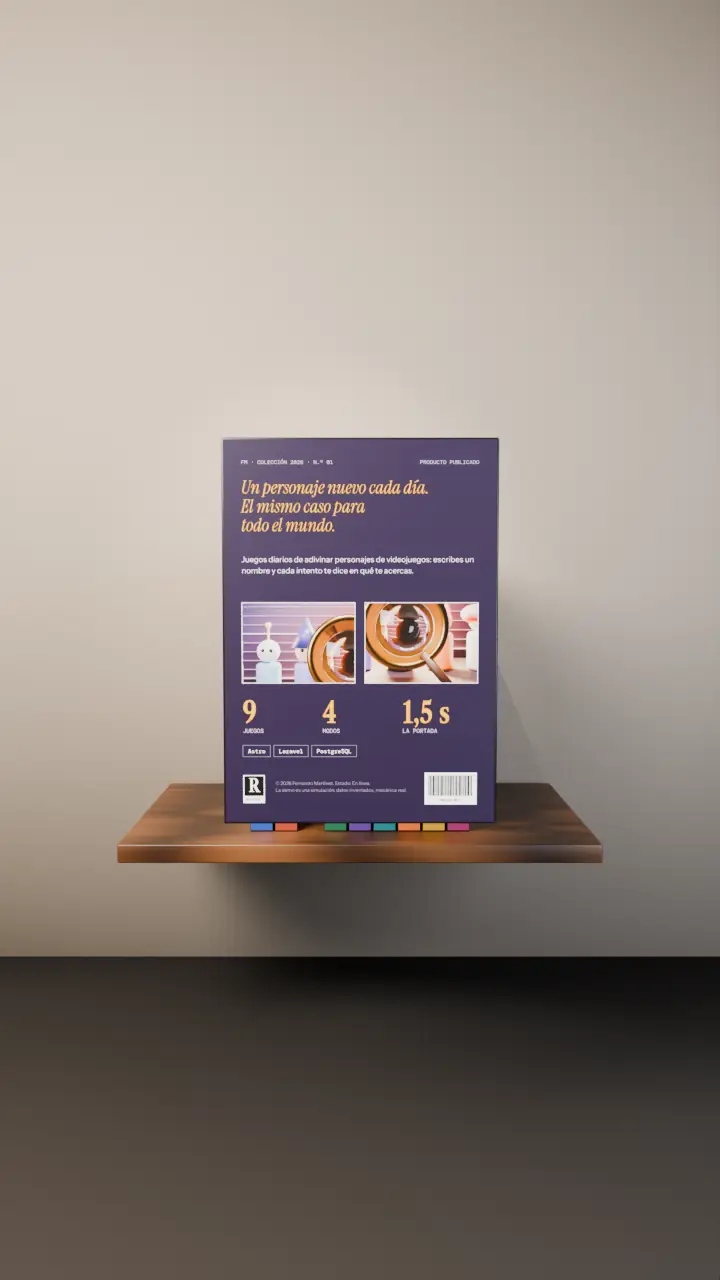 FM · COLECCIÓN 2026 · N.º 01
PRODUCTO PUBLICADO
Un personaje nuevo cada día.
El mismo caso para
todo el mundo.
Juegos diarios de adivinar personajes de videojuegos: escribes un
nombre y cada intento te dice en qué te acercas.
9
JUEGOS
4
MODOS
1,5 s
LA PORTADA
Astro
Laravel
PostgreSQL
R
© 2026 Fernando Martínez. Estado: En línea.
La demo es una simulación: datos inventados, mecánica real.